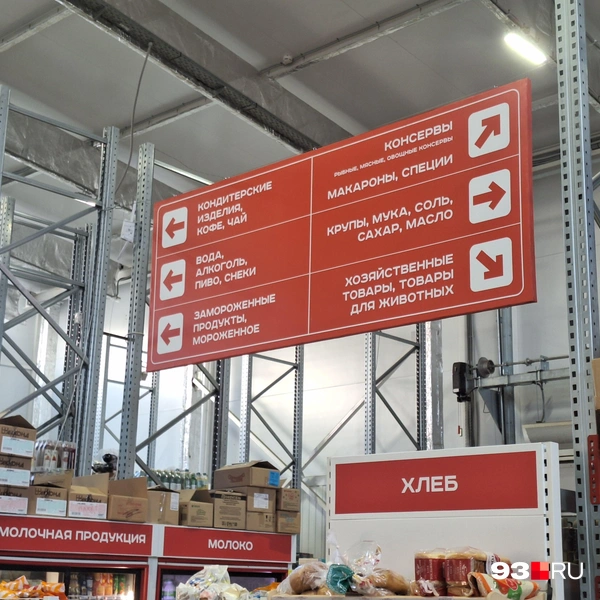 КОНДИТЕРСКИЕ
ИЗДЕЛИЯ,
КОФЕ, ЧАЙ
ВОДА,
АЛКОГОЛЬ,
ПИВО, СНЕКИ
ЗАМОРОЖЕННЫЕ
ПРОДУКТЫ,
МОРОЖЕННОЕ
КОНСЕРВЫ
РЫБНЫЕ, МЯСНЫЕ, ОВОЩНЫЕ КОНСЕРВЫ
МАКАРОНЫ, СПЕЦИИ
КРУПЫ, МУКА, СОЛЬ,
САХАР, МАСЛО
ХОЗЯЙСТВЕННЫЕ
ТОВАРЫ, ТОВАРЫ
ДЛЯ ЖИВОТНЫХ
ХЛЕБ
МОЛОЧНАЯ ПРОДУКЦИЯ
МОЛОКО
93.RU